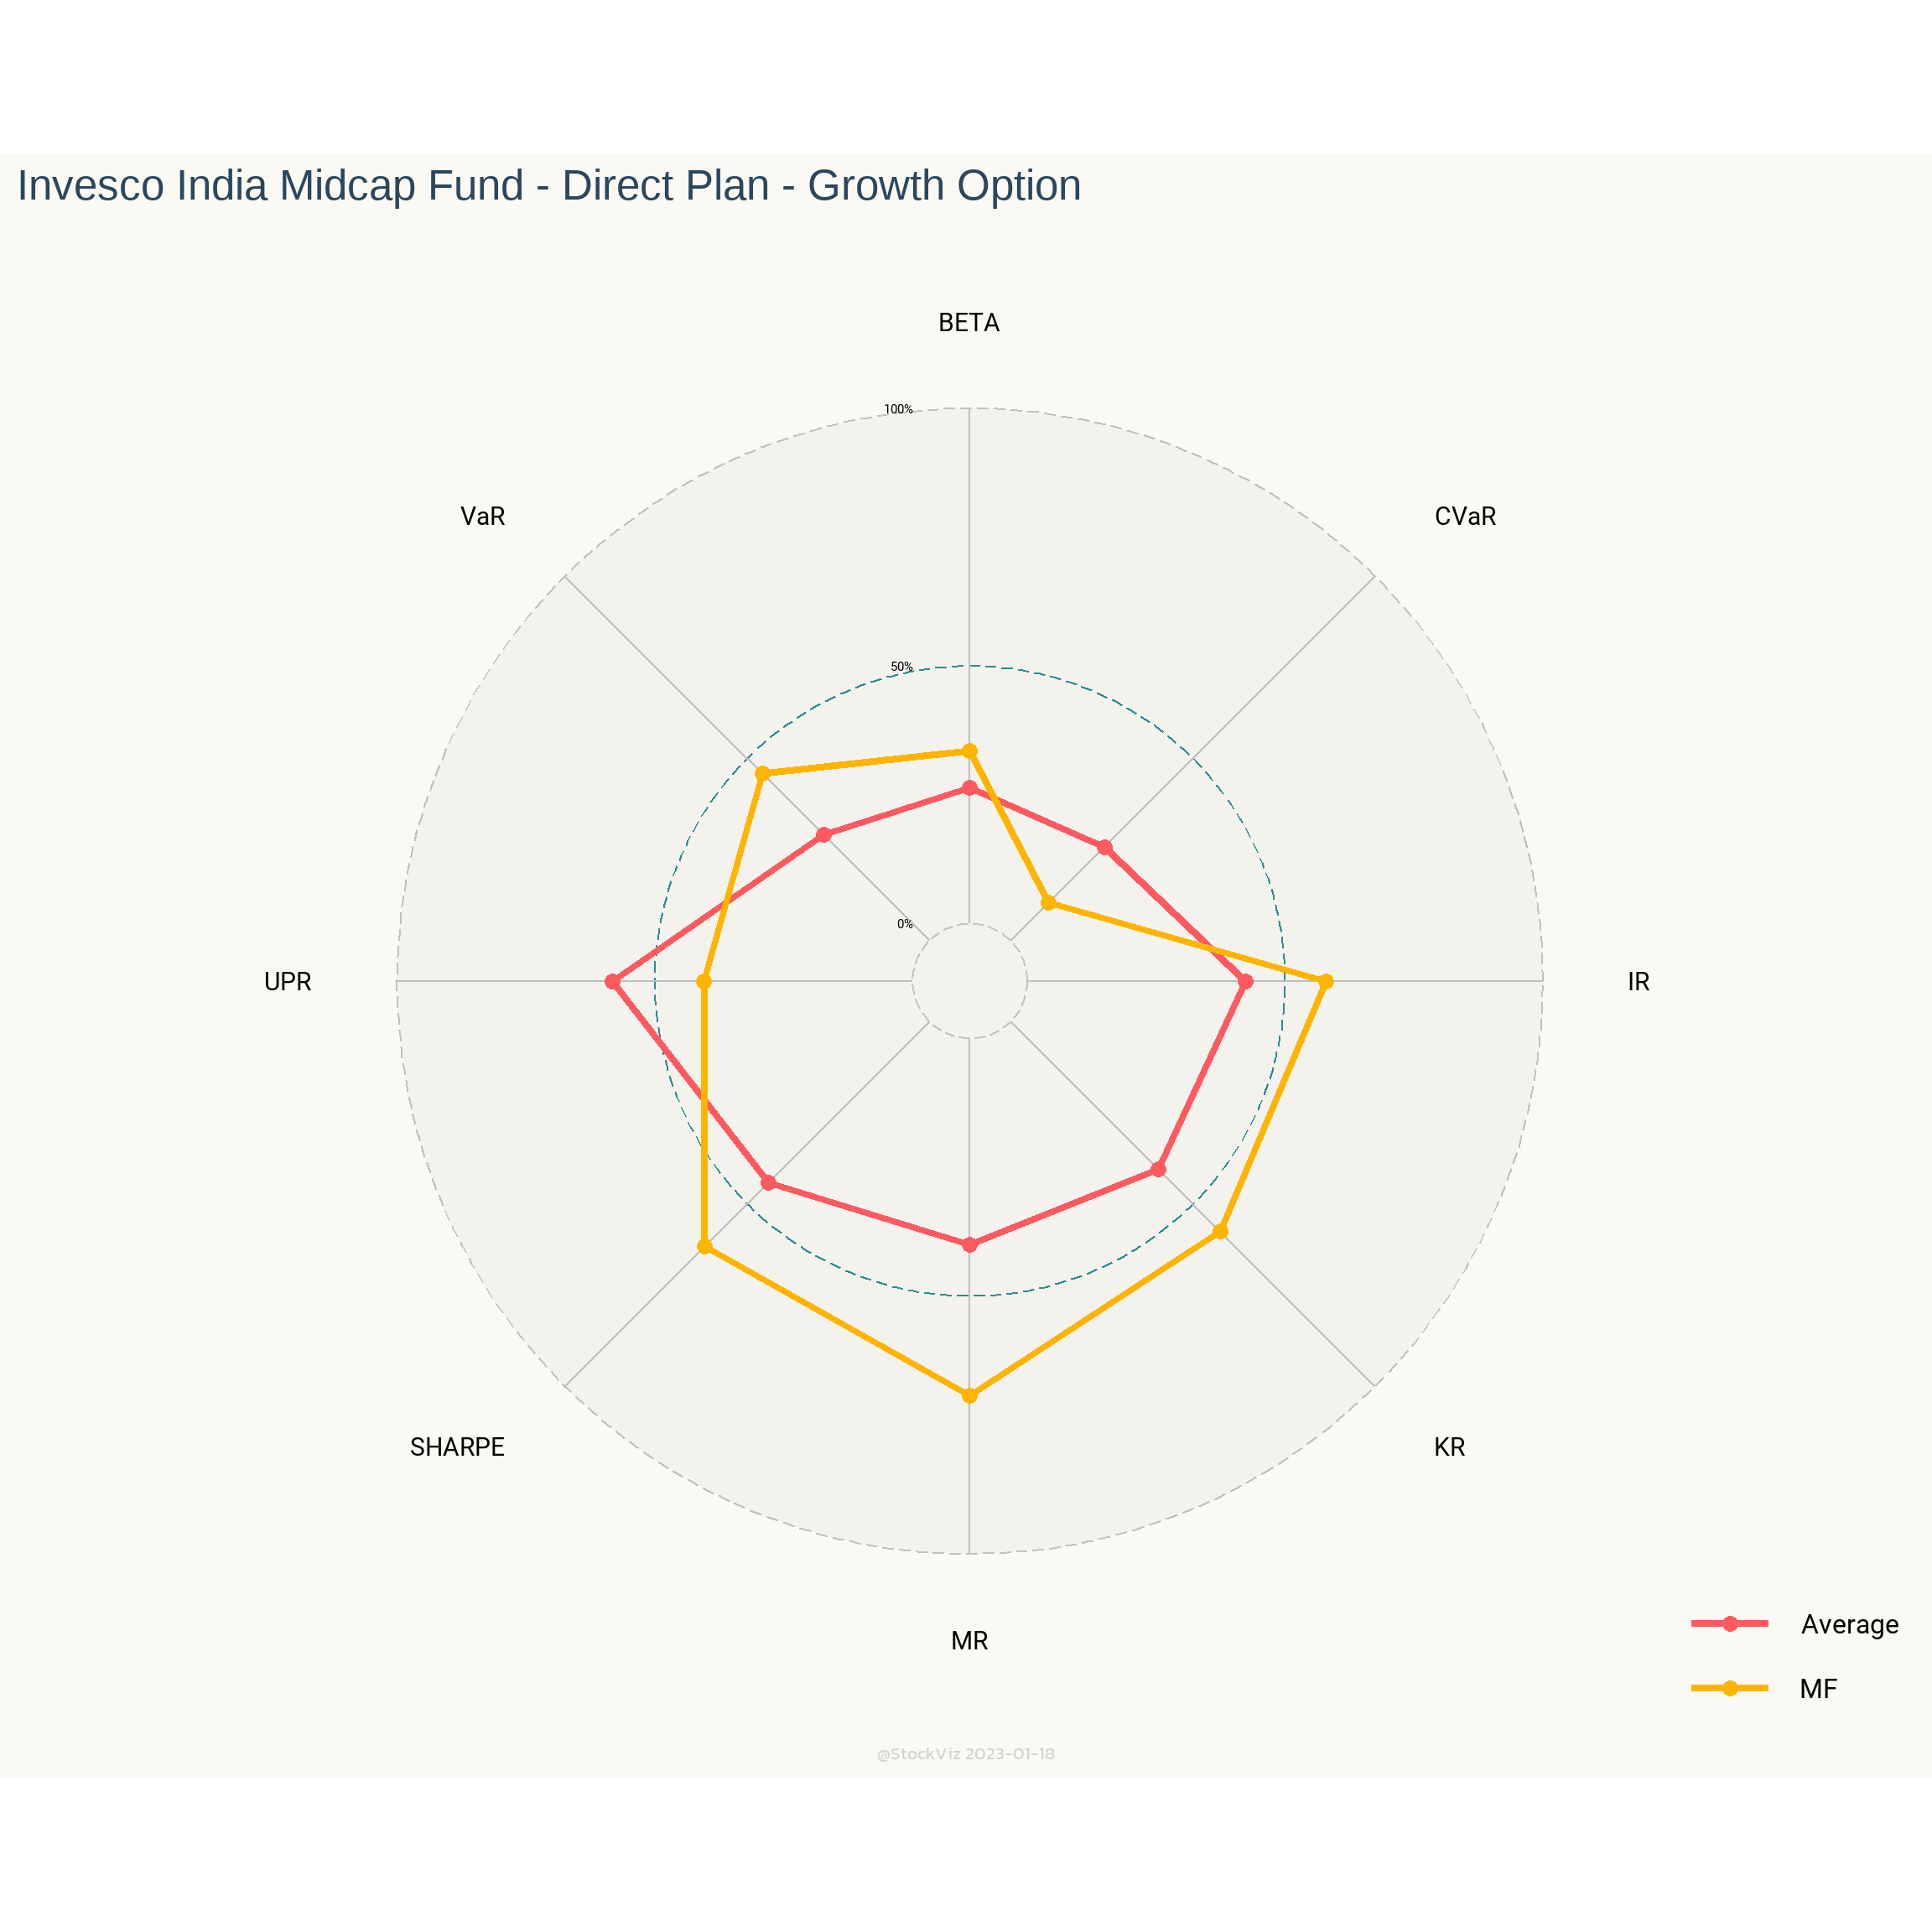 Invesco India Midcap Fund - Direct Plan - Growth Option
BETA
100%
VaR
CVaR
50%
0%
UPR
IR
SHARPE
KR
MR
Average
MF
@StockViz 2023-01-18